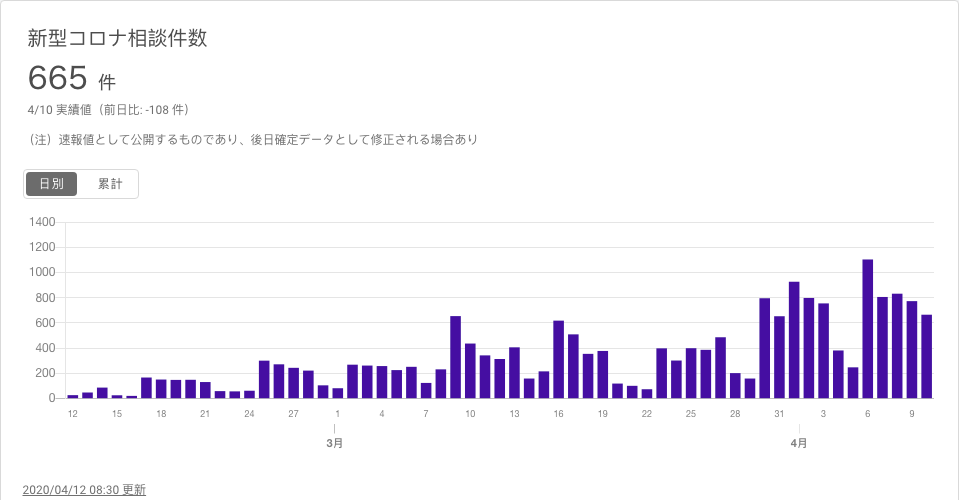 新型コロナ相談件数
665 件
4/10 実績値（前日比: -108 件）
（注）速報値として公開するものであり、後日確定データとして修正される場合あり
日別 累計
1400
1200
1000
800
600
400
200
0
12 15 18 21 24 27 1 4 7 10 13 16 19 22 25 28 31 3 6 9
3月 4月
2020/04/12 08:30 更新